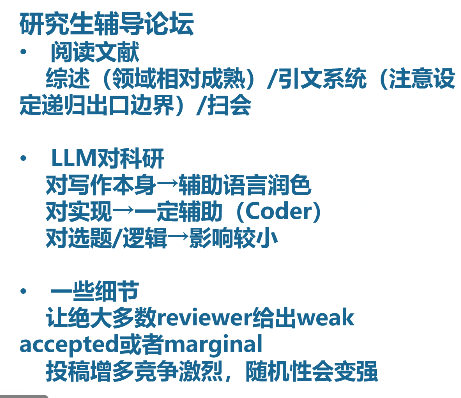 研究生辅导论坛
• 阅读文献
综述（领域相对成熟）/引文系统（注意设
定递归出口边界）/扫会
• LLM对科研
对写作本身→辅助语言润色
对实现→一定辅助（Coder）
对选题/逻辑→影响较小
• 一些细节
让绝大多数reviewer给出weak
accepted或者marginal
投稿增多竞争激烈，随机性会变强